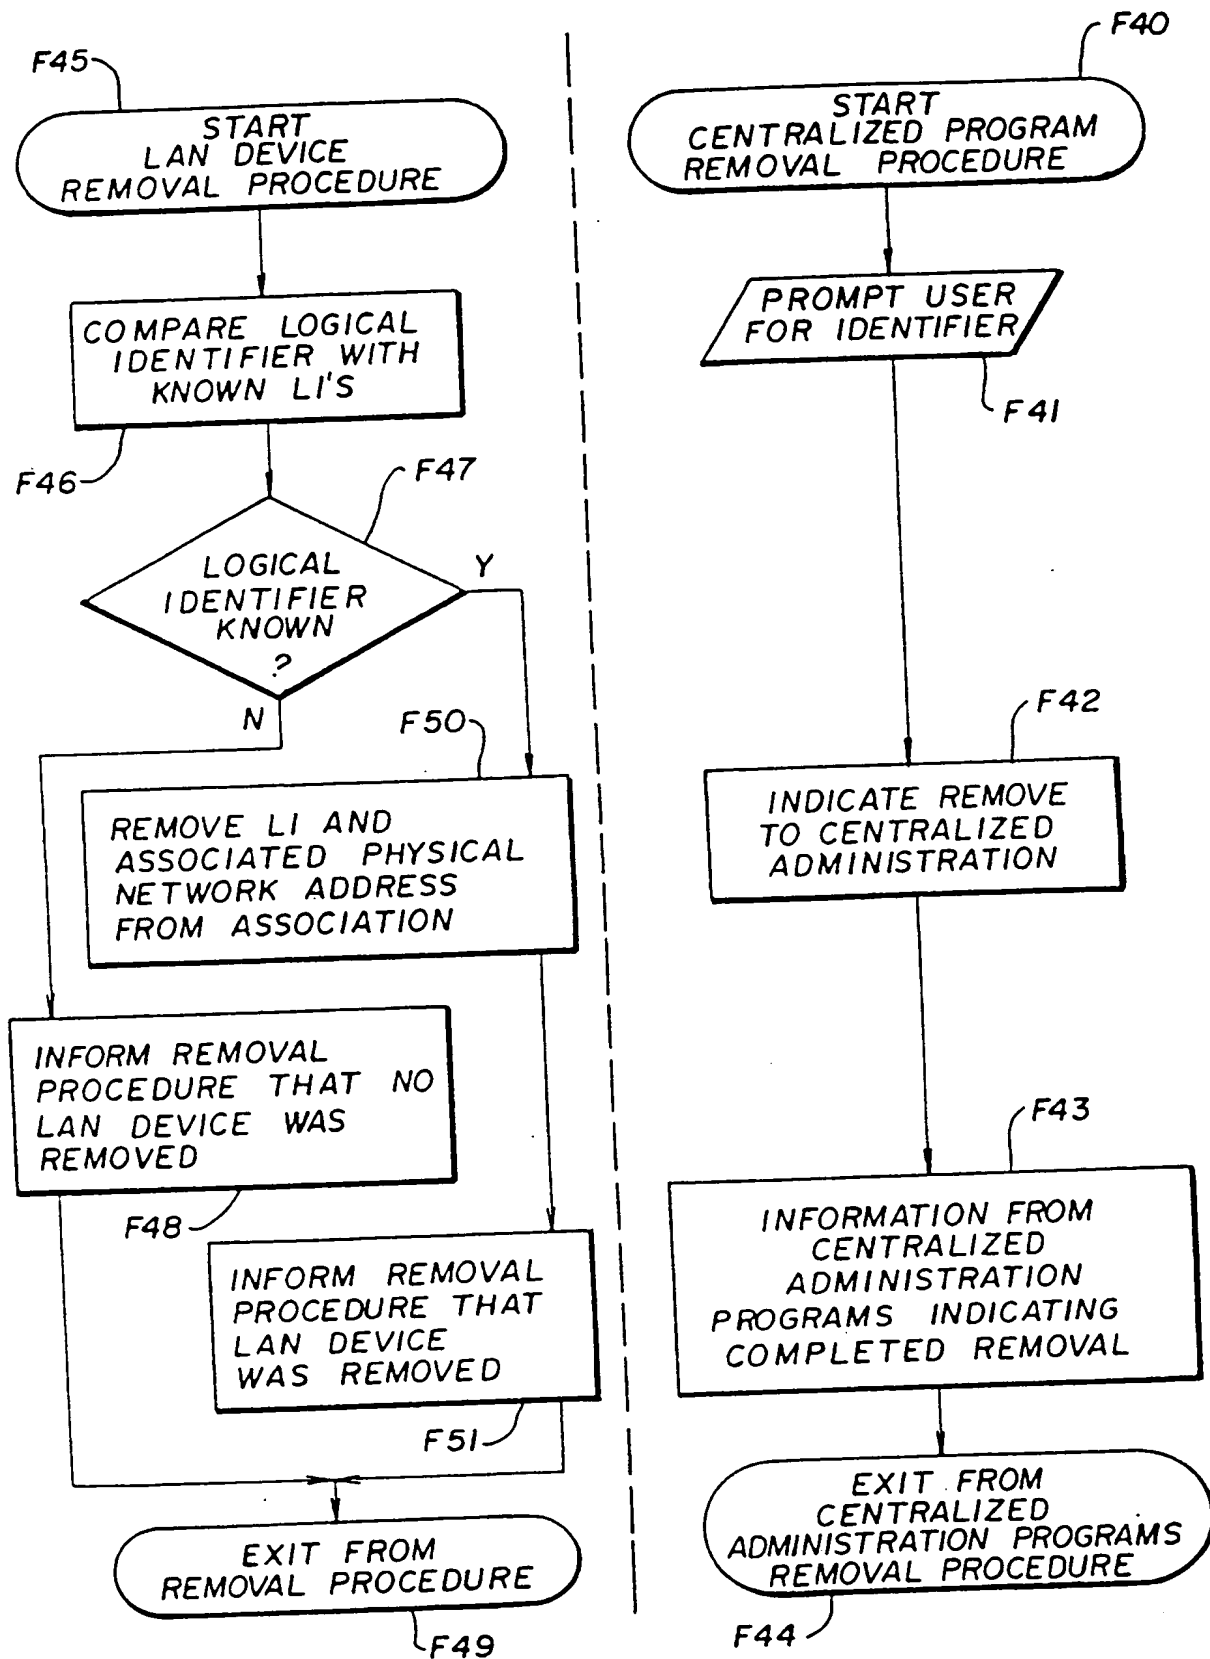 F45
START
LAN DEVICE
REMOVAL PROCEDURE
COMPARE LOGICAL
IDENTIFIER WITH
KNOWN LI'S
F46
F47
LOGICAL
IDENTIFIER
KNOWN
?
Y
N
F50
REMOVE LI AND
ASSOCIATED PHYSICAL
NETWORK ADDRESS
FROM ASSOCIATION
INFORM REMOVAL
PROCEDURE THAT NO
LAN DEVICE WAS
REMOVED
F48
INFORM REMOVAL
PROCEDURE THAT
LAN DEVICE
WAS REMOVED
F51
EXIT FROM
REMOVAL PROCEDURE
F49
F40
START
CENTRALIZED PROGRAM
REMOVAL PROCEDURE
PROMPT USER
FOR IDENTIFIER
F41
F42
INDICATE REMOVE
TO CENTRALIZED
ADMINISTRATION
F43
INFORMATION FROM
CENTRALIZED
ADMINISTRATION
PROGRAMS INDICATING
COMPLETED REMOVAL
EXIT FROM
CENTRALIZED
ADMINISTRATION PROGRAMS
REMOVAL PROCEDURE
F44